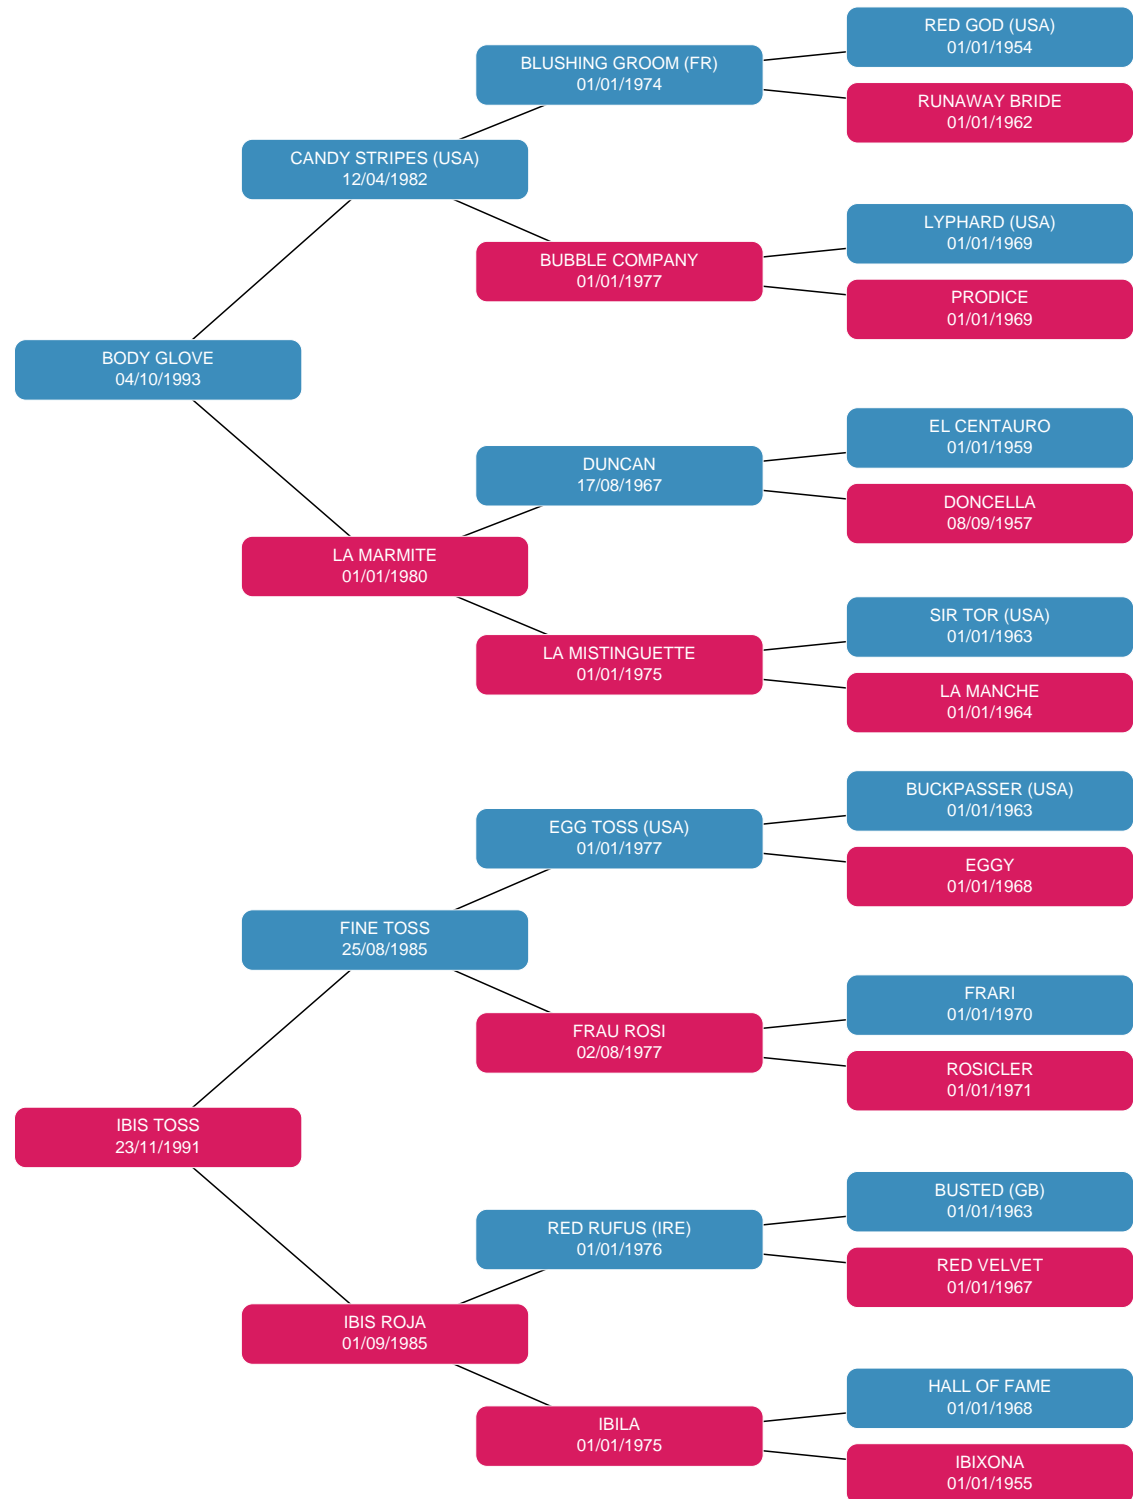 RED GOD (USA)
01/01/1954
BLUSHING GROOM (FR)
01/01/1974
RUNAWAY BRIDE
01/01/1962
CANDY STRIPES (USA)
12/04/1982
LYPHARD (USA)
01/01/1969
BUBBLE COMPANY
01/01/1977
PRODICE
01/01/1969
BODY GLOVE
04/10/1993
EL CENTAURO
01/01/1959
DUNCAN
17/08/1967
DONCELLA
08/09/1957
LA MARMITE
01/01/1980
SIR TOR (USA)
01/01/1963
LA MISTINGUETTE
01/01/1975
LA MANCHE
01/01/1964
BUCKPASSER (USA)
01/01/1963
EGG TOSS (USA)
01/01/1977
EGGY
01/01/1968
FINE TOSS
25/08/1985
FRARI
01/01/1970
FRAU ROSI
02/08/1977
ROSICLER
01/01/1971
IBIS TOSS
23/11/1991
BUSTED (GB)
01/01/1963
RED RUFUS (IRE)
01/01/1976
RED VELVET
01/01/1967
IBIS ROJA
01/09/1985
HALL OF FAME
01/01/1968
IBILA
01/01/1975
IBIXONA
01/01/1955